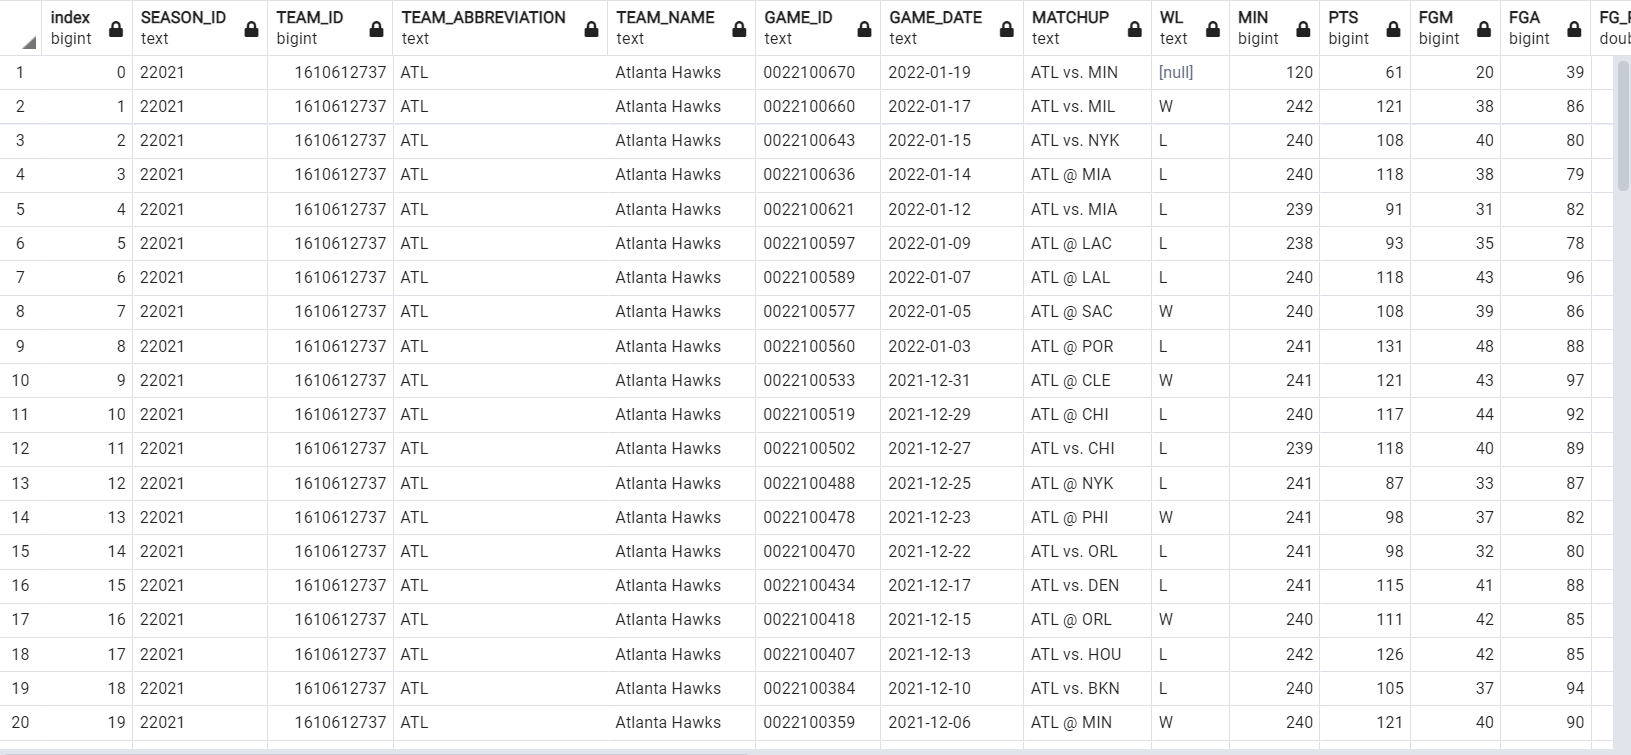 index SEASON_ID TEAM_ID TEAM_ABBREVIATION TEAM_NAME GAME_ID GAME_DATE MATCHUP WL MIN PTS FGM FGA
bigint text bigint text text text text text text bigint bigint bigint bigint
1 0 22021 1610612737 ATL Atlanta Hawks 0022100670 2022-01-19 ATL vs. MIN [null] 120 61 20 39
2 1 22021 1610612737 ATL Atlanta Hawks 0022100660 2022-01-17 ATL vs. MIL W 242 121 38 86
3 2 22021 1610612737 ATL Atlanta Hawks 0022100643 2022-01-15 ATL vs. NYK L 240 108 40 80
4 3 22021 1610612737 ATL Atlanta Hawks 0022100636 2022-01-14 ATL @ MIA L 240 118 38 79
5 4 22021 1610612737 ATL Atlanta Hawks 0022100621 2022-01-12 ATL vs. MIA L 239 91 31 82
6 5 22021 1610612737 ATL Atlanta Hawks 0022100597 2022-01-09 ATL @ LAC L 238 93 35 78
7 6 22021 1610612737 ATL Atlanta Hawks 0022100589 2022-01-07 ATL @ LAL L 240 118 43 96
8 7 22021 1610612737 ATL Atlanta Hawks 0022100577 2022-01-05 ATL @ SAC W 240 108 39 86
9 8 22021 1610612737 ATL Atlanta Hawks 0022100560 2022-01-03 ATL @ POR L 241 131 48 88
10 9 22021 1610612737 ATL Atlanta Hawks 0022100533 2021-12-31 ATL @ CLE W 241 121 43 97
11 10 22021 1610612737 ATL Atlanta Hawks 0022100519 2021-12-29 ATL @ CHI L 240 117 44 92
12 11 22021 1610612737 ATL Atlanta Hawks 0022100502 2021-12-27 ATL vs. CHI L 239 118 40 89
13 12 22021 1610612737 ATL Atlanta Hawks 0022100488 2021-12-25 ATL @ NYK L 241 87 33 87
14 13 22021 1610612737 ATL Atlanta Hawks 0022100478 2021-12-23 ATL @ PHI W 241 98 37 82
15 14 22021 1610612737 ATL Atlanta Hawks 0022100470 2021-12-22 ATL vs. ORL L 241 98 32 80
16 15 22021 1610612737 ATL Atlanta Hawks 0022100434 2021-12-17 ATL vs. DEN L 241 115 41 88
17 16 22021 1610612737 ATL Atlanta Hawks 0022100418 2021-12-15 ATL @ ORL W 240 111 42 85
18 17 22021 1610612737 ATL Atlanta Hawks 0022100407 2021-12-13 ATL vs. HOU L 242 126 42 85
19 18 22021 1610612737 ATL Atlanta Hawks 0022100384 2021-12-10 ATL vs. BKN L 240 105 37 94
20 19 22021 1610612737 ATL Atlanta Hawks 0022100359 2021-12-06 ATL @ MIN W 240 121 40 90